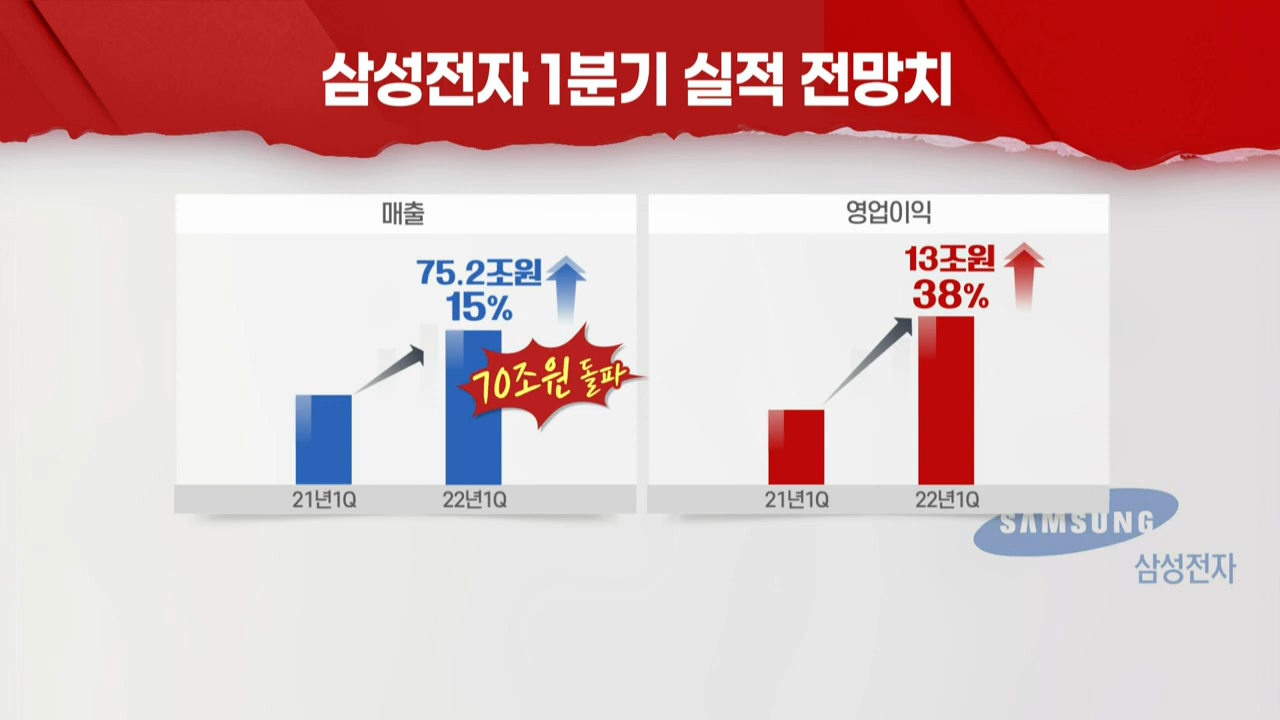 삼성전자 1분기 실적 전망치
매출
75.2조원
15%
70조원 돌파
21년1Q
22년1Q
영업이익
13조원
38%
21년1Q
22년1Q
SAMSUNG
삼성전자